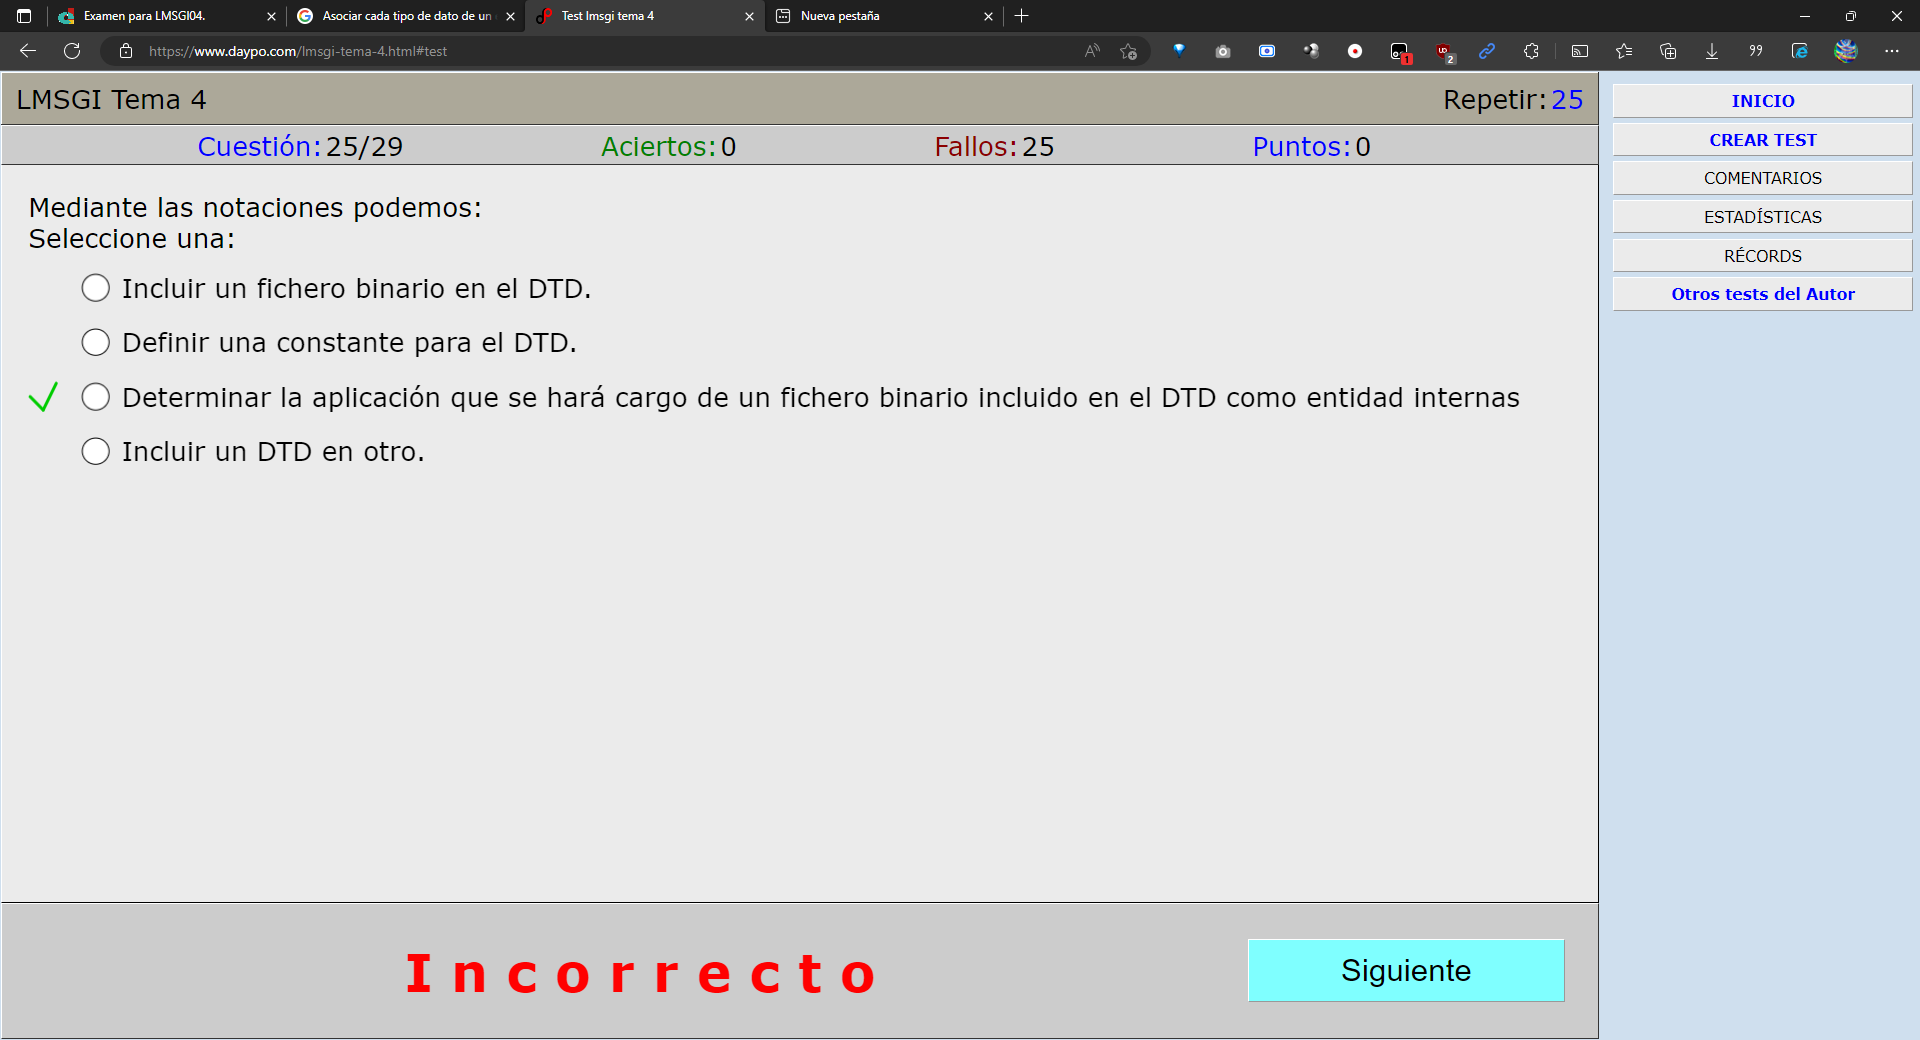 Examen para LMSGI04.
Asociar cada tipo de dato de un
Test lmsgi tema 4
Nueva pestaña
https://www.daypo.com/lmsgi-tema-4.html#test
1
2
LMSGI Tema 4
Repetir:25
Cuestión:25/29
Aciertos:0
Fallos:25
Puntos:0
Mediante las notaciones podemos:
Seleccione una:
Incluir un fichero binario en el DTD.
Definir una constante para el DTD.
Determinar la aplicación que se hará cargo de un fichero binario incluido en el DTD como entidad internas
Incluir un DTD en otro.
Incorrecto
Siguiente
INICIO
CREAR TEST
COMENTARIOS
ESTADÍSTICAS
RÉCORDS
Otros tests del Autor